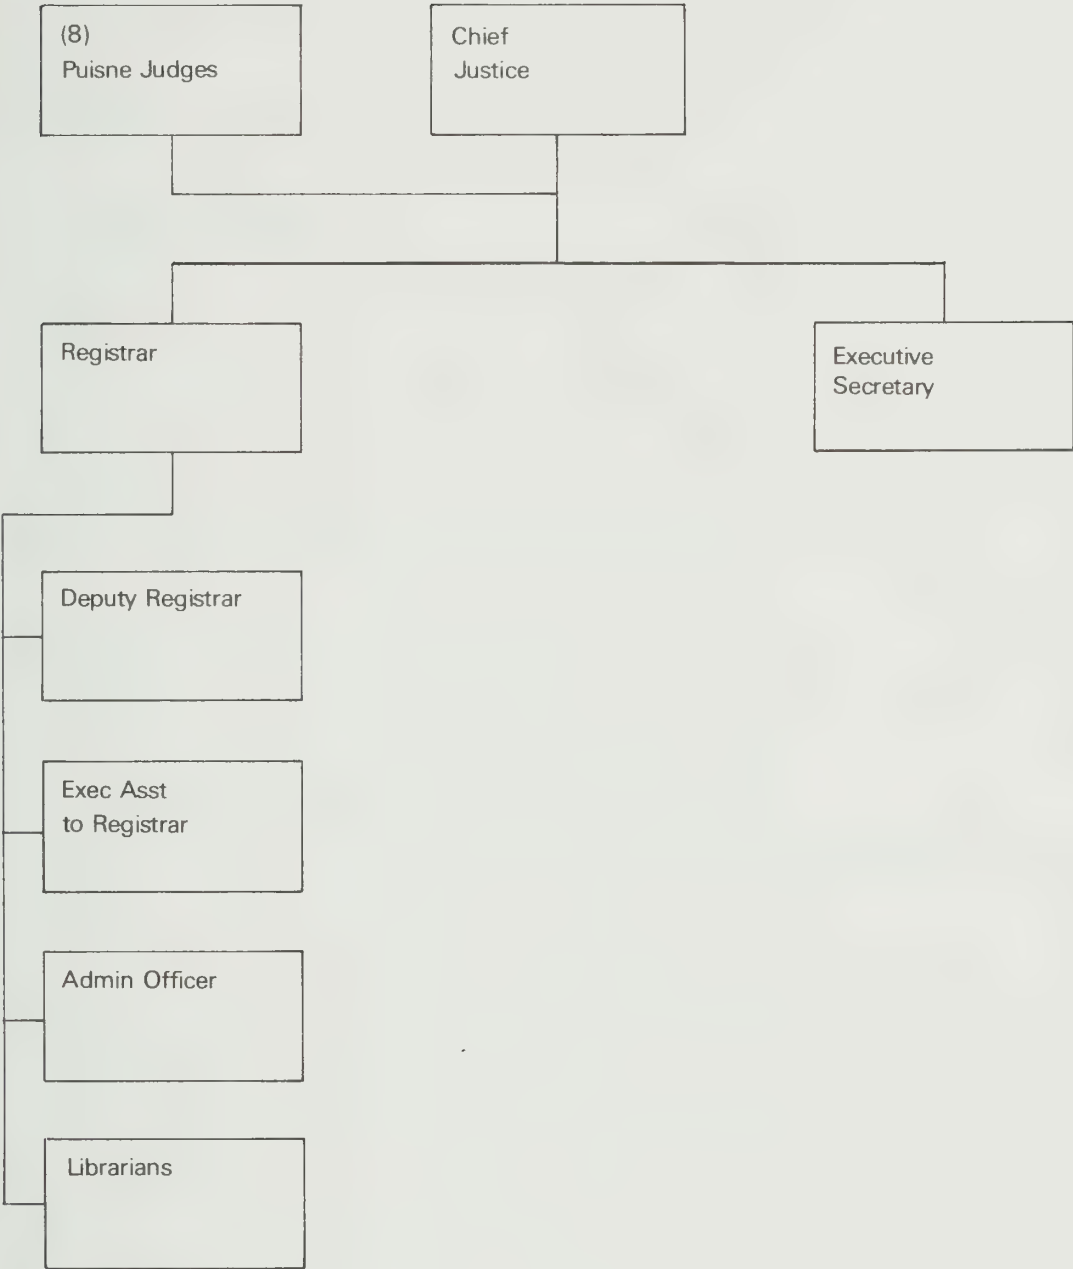 (8)
Puisne Judges
Chief
Justice
Registrar
Executive
Secretary
Deputy Registrar
Exec Asst
to Registrar
Admin Officer
Librarians